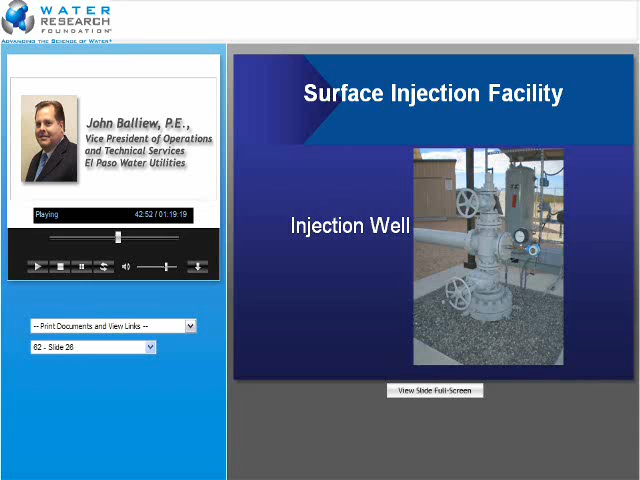 WATER
RESEARCH
FOUNDATION®
ADVANCING THE SCIENCE OF WATER®
John Balliew, P.E.,
Vice President of Operations
and Technical Services
El Paso Water Utilities
Playing 42:52 / 01:19:19
-- Print Documents and View Links --
62 - Slide 26
Surface Injection Facility
Injection Well
View Slide Full-Screen